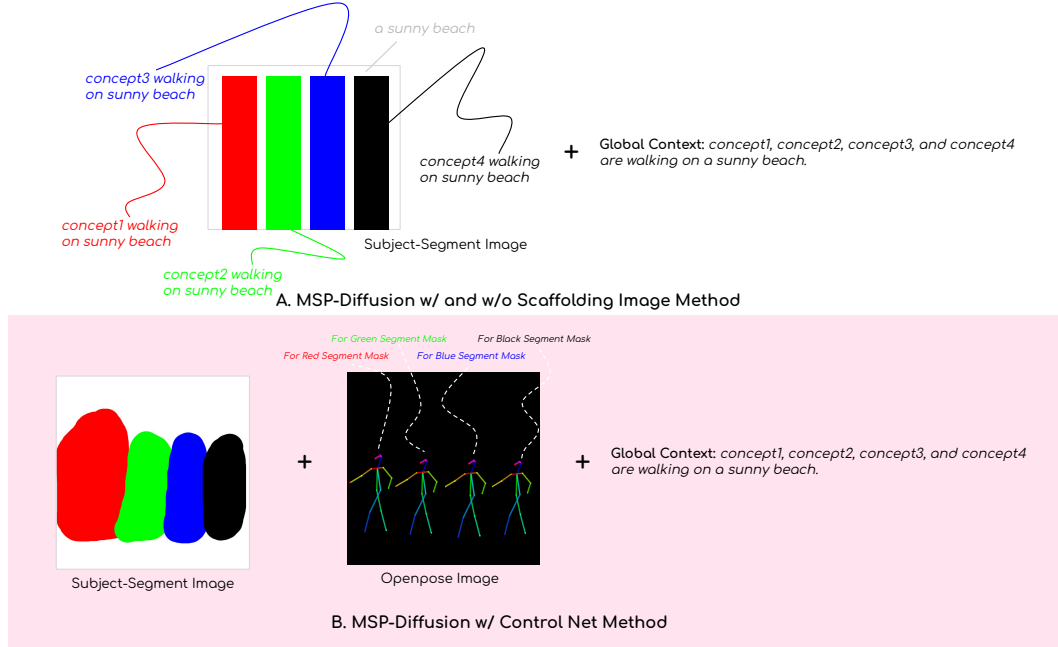 a sunny beach
concept3 walking
on sunny beach
concept1 walking
on sunny beach
concept2 walking
on sunny beach
concept4 walking
on sunny beach
Subject-Segment Image
+
Global Context: concept1, concept2, concept3, and concept4
are walking on a sunny beach.
A. MSP-Diffusion w/ and w/o Scaffolding Image Method
For Green Segment Mask
For Black Segment Mask
For Red Segment Mask
For Blue Segment Mask
Subject-Segment Image
+
Openpose Image
+
Global Context: concept1, concept2, concept3, and concept4
are walking on a sunny beach.
B. MSP-Diffusion w/ Control Net Method